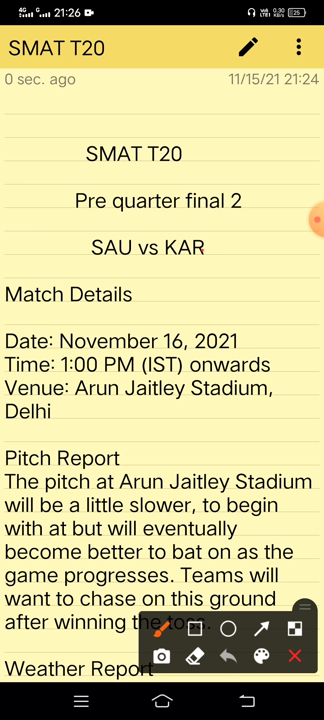 4G G 21:26 VoWiFi LTE1 0.30 KB/s 25
SMAT T20
0 sec. ago 11/15/21 21:24
SMAT T20
Pre quarter final 2
SAU vs KAR
Match Details
Date: November 16, 2021
Time: 1:00 PM (IST) onwards
Venue: Arun Jaitley Stadium,
Delhi
Pitch Report
The pitch at Arun Jaitley Stadium
will be a little slower, to begin
with at but will eventually
become better to bat on as the
game progresses. Teams will
want to chase on this ground
after winning the toss.
Weather Report